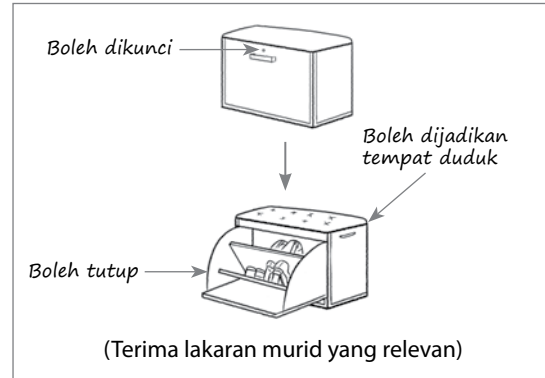 Boleh dikunci
Boleh dijadikan
tempat duduk
Boleh tutup
(Terima lakaran murid yang relevan)